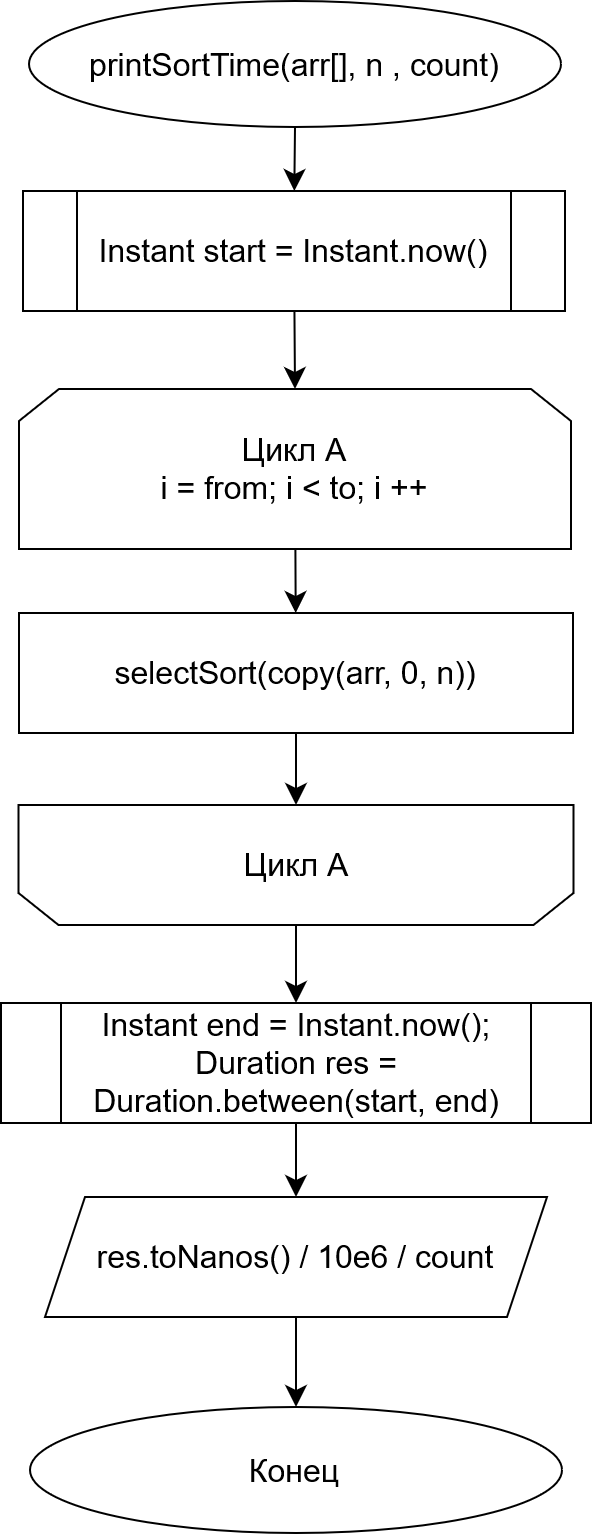 printSortTime(arr[], n , count)
Instant start = Instant.now()
Цикл А
i = from; i < to; i ++
selectSort(copy(arr, 0, n))
Цикл А
Instant end = Instant.now();
Duration res =
Duration.between(start, end)
res.toNanos() / 10e6 / count
Конец